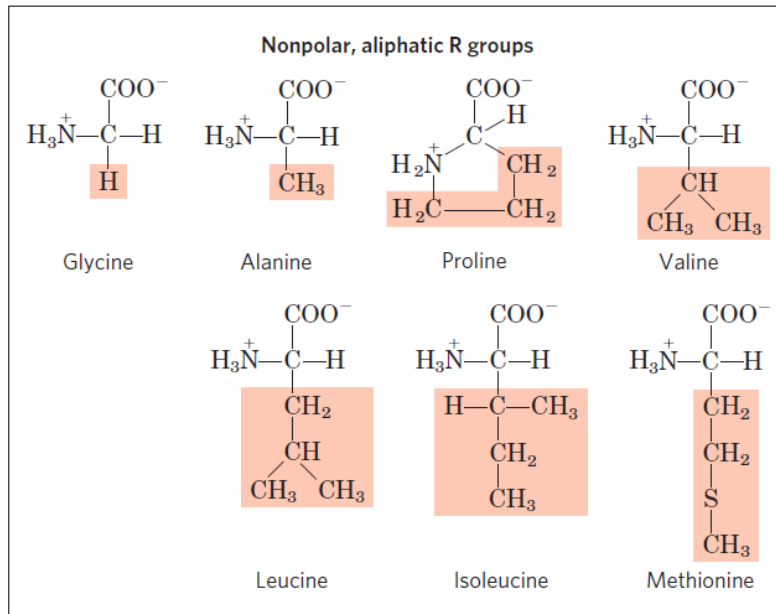 Nonpolar, aliphatic R groups
COO⁻ COO⁻ COO⁻ COO⁻
H₃N⁺—C—H H₃N⁺—C—H C H H₃N⁺—C—H
H₂N⁺ CH₂
H CH₃ CH
H₂C—CH₂ CH₃ CH₃
Glycine Alanine Proline Valine
COO⁻ COO⁻ COO⁻
H₃N⁺—C—H H₃N⁺—C—H H₃N⁺—C—H
CH₂ H—C—CH₃ CH₂
CH CH₂ CH₂
CH₃ CH₃ CH₃ S
CH₃
Leucine Isoleucine Methionine